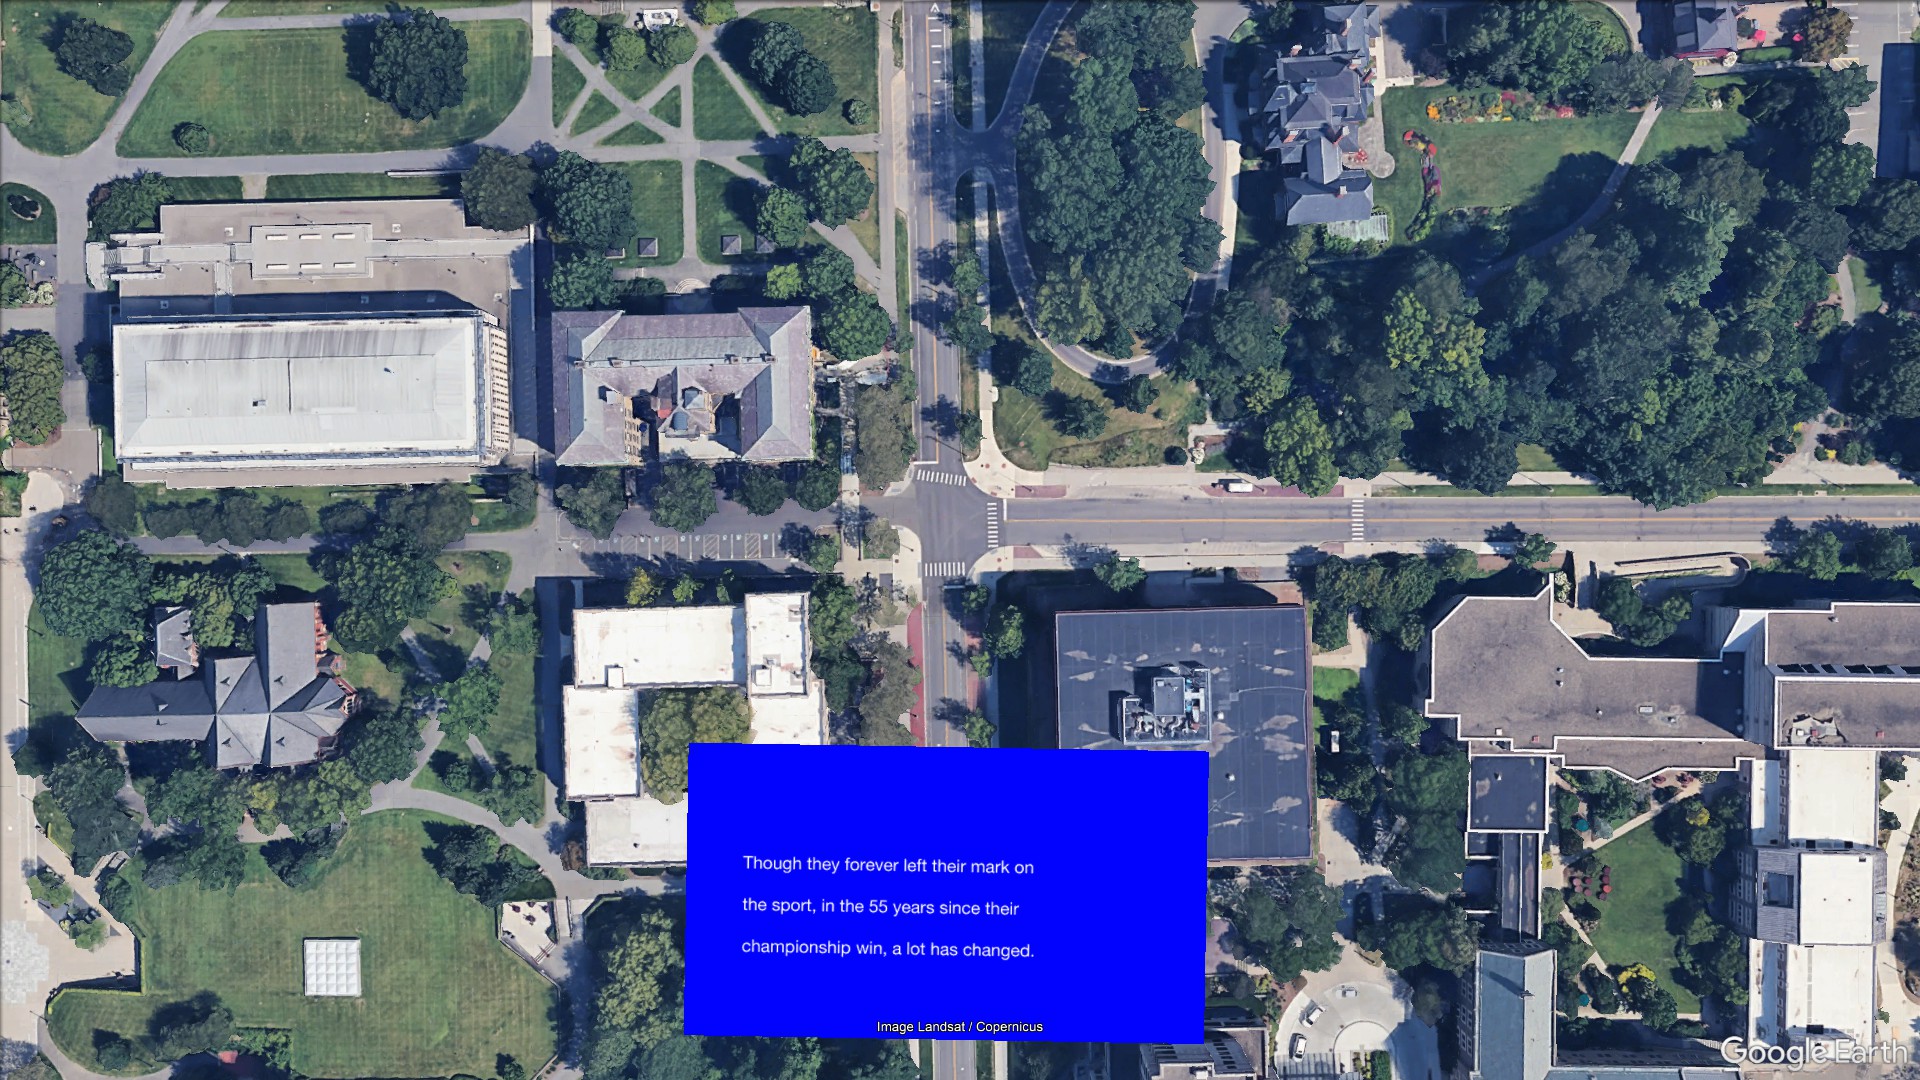 Though they forever left their mark on
the sport, in the 55 years since their
championship win, a lot has changed.
Image Landsat / Copernicus
Google Earth